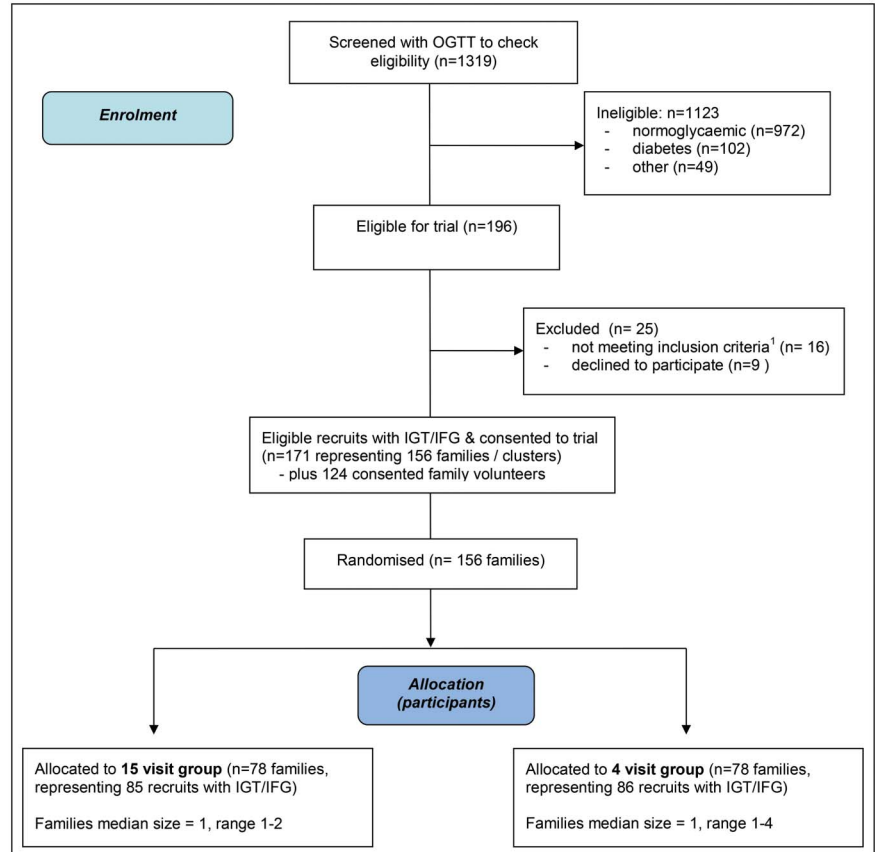 Screened with OGTT to check
eligibility (n=1319)
Enrolment
Ineligible: n=1123
- normoglycaemic (n=972)
- diabetes (n=102)
- other (n=49)
Eligible for trial (n=196)
Excluded (n= 25)
- not meeting inclusion criteria¹ (n= 16)
- declined to participate (n=9 )
Eligible recruits with IGT/IFG & consented to trial
(n=171 representing 156 families / clusters)
- plus 124 consented family volunteers
Randomised (n= 156 families)
Allocation
(participants)
Allocated to 15 visit group (n=78 families,
representing 85 recruits with IGT/IFG)
Families median size = 1, range 1-2
Allocated to 4 visit group (n=78 families,
representing 86 recruits with IGT/IFG)
Families median size = 1, range 1-4